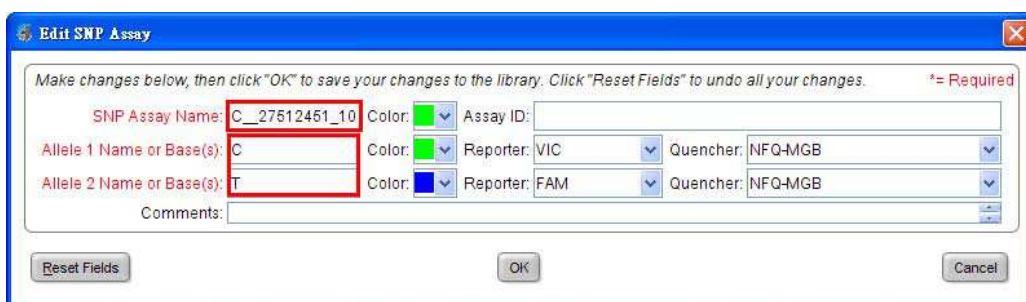 Edit SNP Assay
Make changes below, then click "OK" to save your changes to the library. Click "Reset Fields" to undo all your changes. *= Required
SNP Assay Name: C__27512451_10 Color: Assay ID:
Allele 1 Name or Base(s): C Color: Reporter: VIC Quencher: NFQ-MGB
Allele 2 Name or Base(s): T Color: Reporter: FAM Quencher: NFQ-MGB
Comments:
Reset Fields OK Cancel